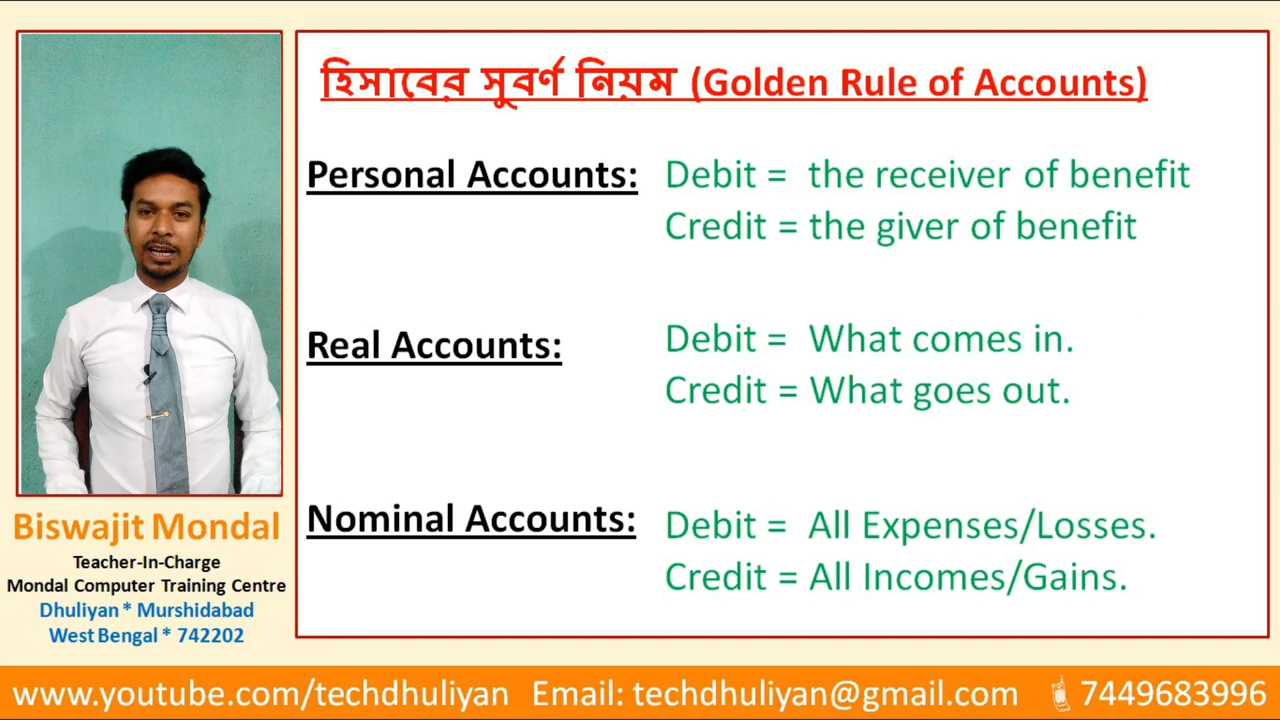 হিসাবের সুবর্ণ নিয়ম (Golden Rule of Accounts)
Personal Accounts: Debit = the receiver of benefit
Credit = the giver of benefit
Real Accounts: Debit = What comes in.
Credit = What goes out.
Nominal Accounts: Debit = All Expenses/Losses.
Credit = All Incomes/Gains.
Biswajit Mondal
Teacher-In-Charge
Mondal Computer Training Centre
Dhuliyan * Murshidabad
West Bengal * 742202
www.youtube.com/techdhuliyan Email: techdhuliyan@gmail.com 7449683996